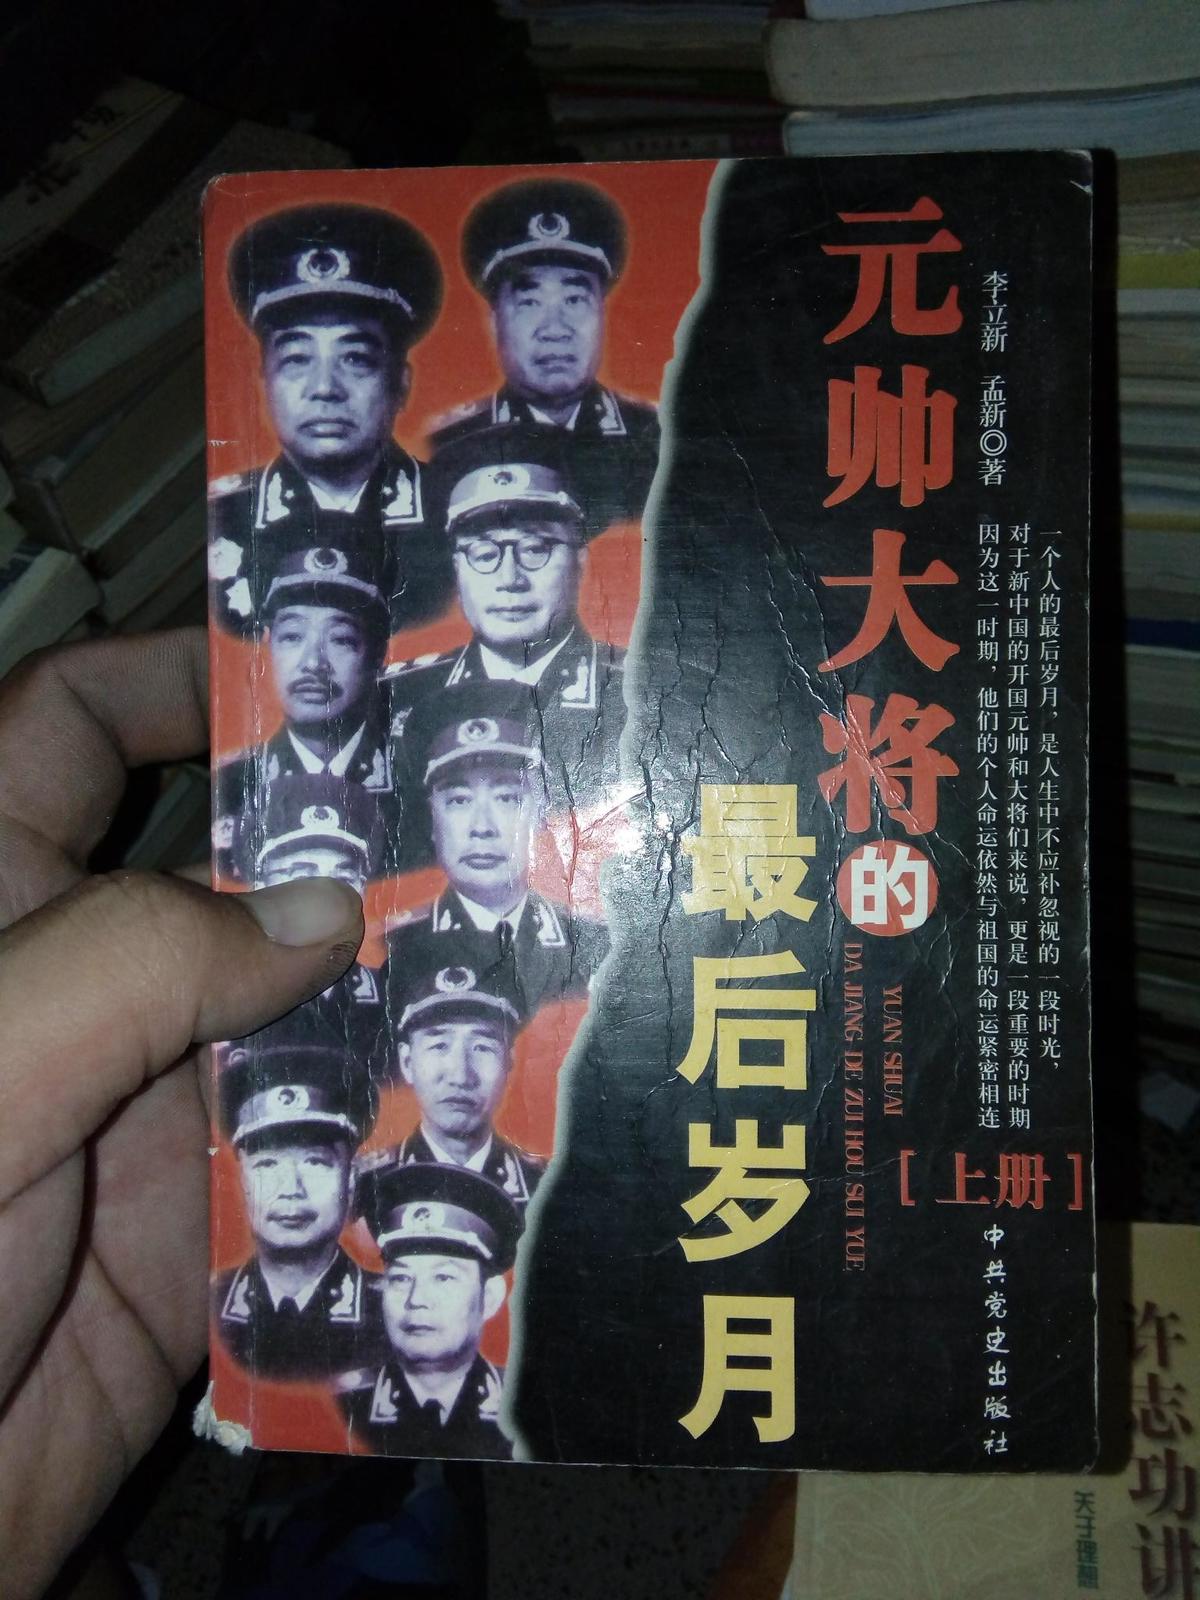 元帅大将的
最后岁月
YUAN SHUAI
DA JIANG DE ZUI HOU SUI YUE
李立新 孟新◎著
一个人的最后岁月，是人生中不应补忽视的一段时光，
对于新中国的开国元帅和大将们来说，更是一段重要的时期
因为这一时期，他们的个人命运依然与祖国的命运紧密相连
[上册]
中共党史出版社
许志功讲
天子理想